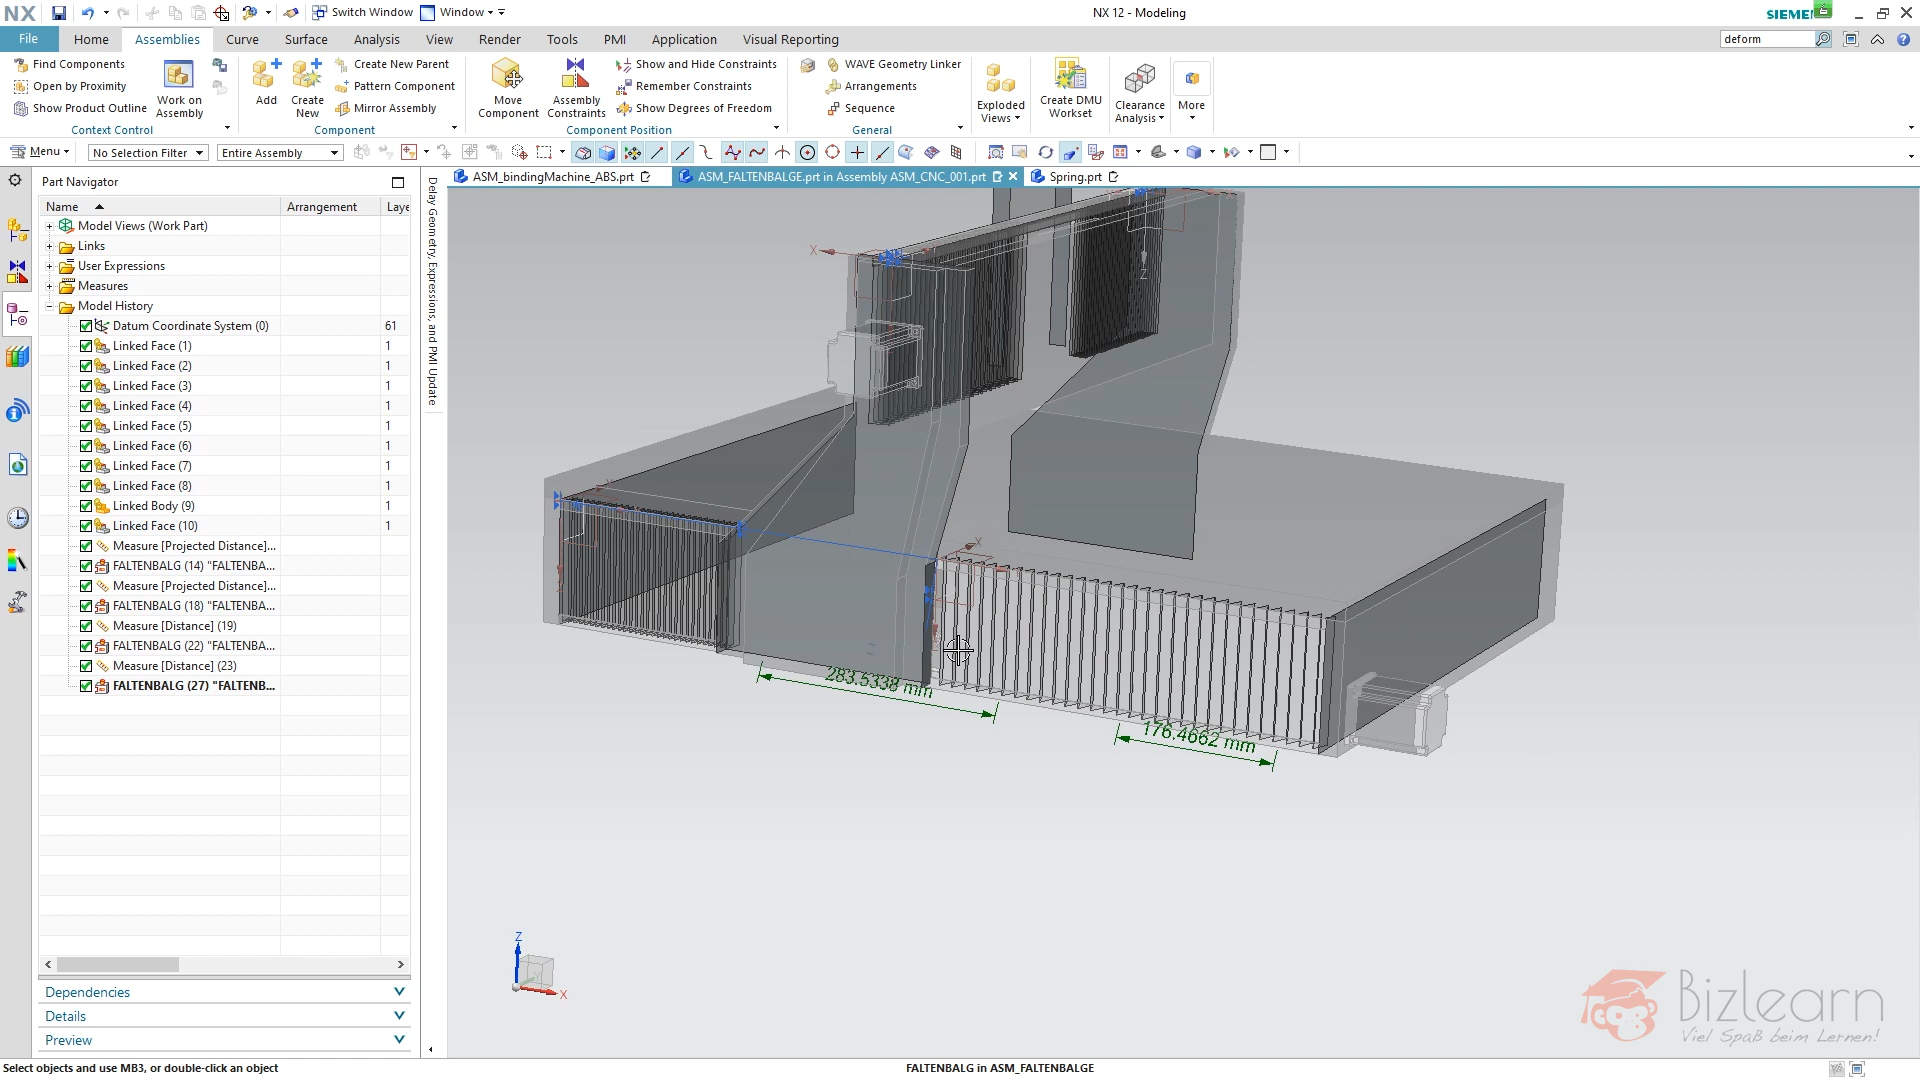 NX
Switch Window
Window
NX 12 - Modeling
SIEME
File
Home
Assemblies
Curve
Surface
Analysis
View
Render
Tools
PMI
Application
Visual Reporting
deform
Find Components
Open by Proximity
Show Product Outline
Work on Assembly
Context Control
Add
Create New
Create New Parent
Pattern Component
Mirror Assembly
Component
Move Component
Assembly Constraints
Show and Hide Constraints
Remember Constraints
Show Degrees of Freedom
Component Position
WAVE Geometry Linker
Arrangements
Sequence
General
Exploded Views
Create DMU Workset
Clearance Analysis
More
Menu
No Selection Filter
Entire Assembly
Part Navigator
Name
Arrangement
Laye
Model Views (Work Part)
Links
User Expressions
Measures
Model History
Datum Coordinate System (0)
61
Linked Face (1)
1
Linked Face (2)
1
Linked Face (3)
1
Linked Face (4)
1
Linked Face (5)
1
Linked Face (6)
1
Linked Face (7)
1
Linked Face (8)
1
Linked Body (9)
1
Linked Face (10)
1
Measure [Projected Distance]...
FALTENBALG (14) "FALTENBA...
Measure [Projected Distance]...
FALTENBALG (18) "FALTENBA...
Measure [Distance] (19)
FALTENBALG (22) "FALTENBA...
Measure [Distance] (23)
FALTENBALG (27) "FALTENB...
Dependencies
Details
Preview
Delay Geometry, Expressions, and PMI Update
ASM_bindingMachine_ABS.prt
ASM_FALTENBALGE.prt in Assembly ASM_CNC_001.prt
Spring.prt
X
Z
X
283.5338 mm
176.4662 mm
Z
X
Bizlearn
Viel Spaß beim Lernen!
Select objects and use MB3, or double-click an object
FALTENBALG in ASM_FALTENBALGE